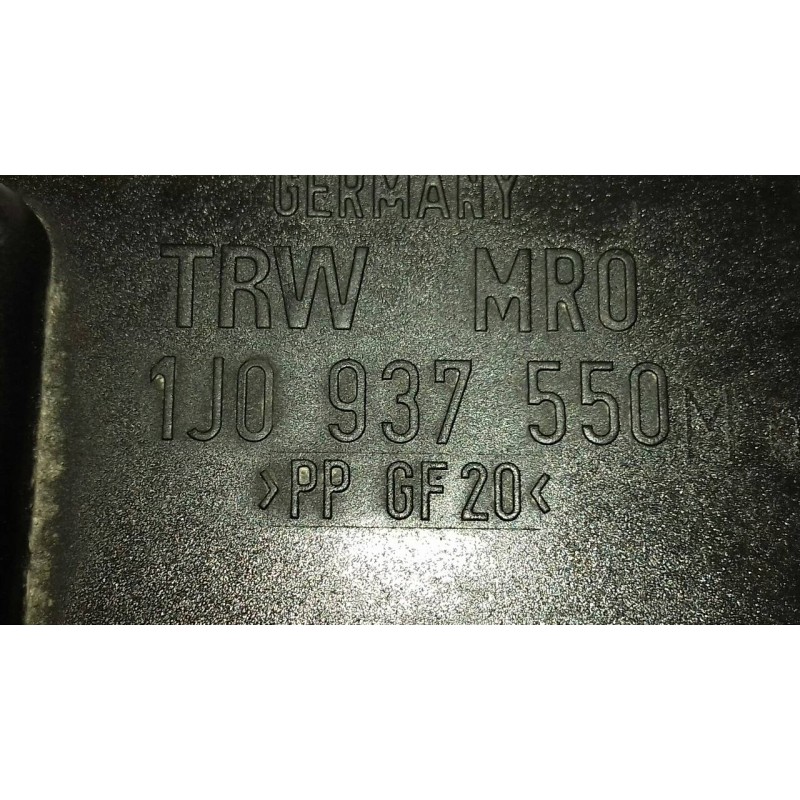 GERMANY
TRW MRO
1J0 937 550 M
>PP GF20<